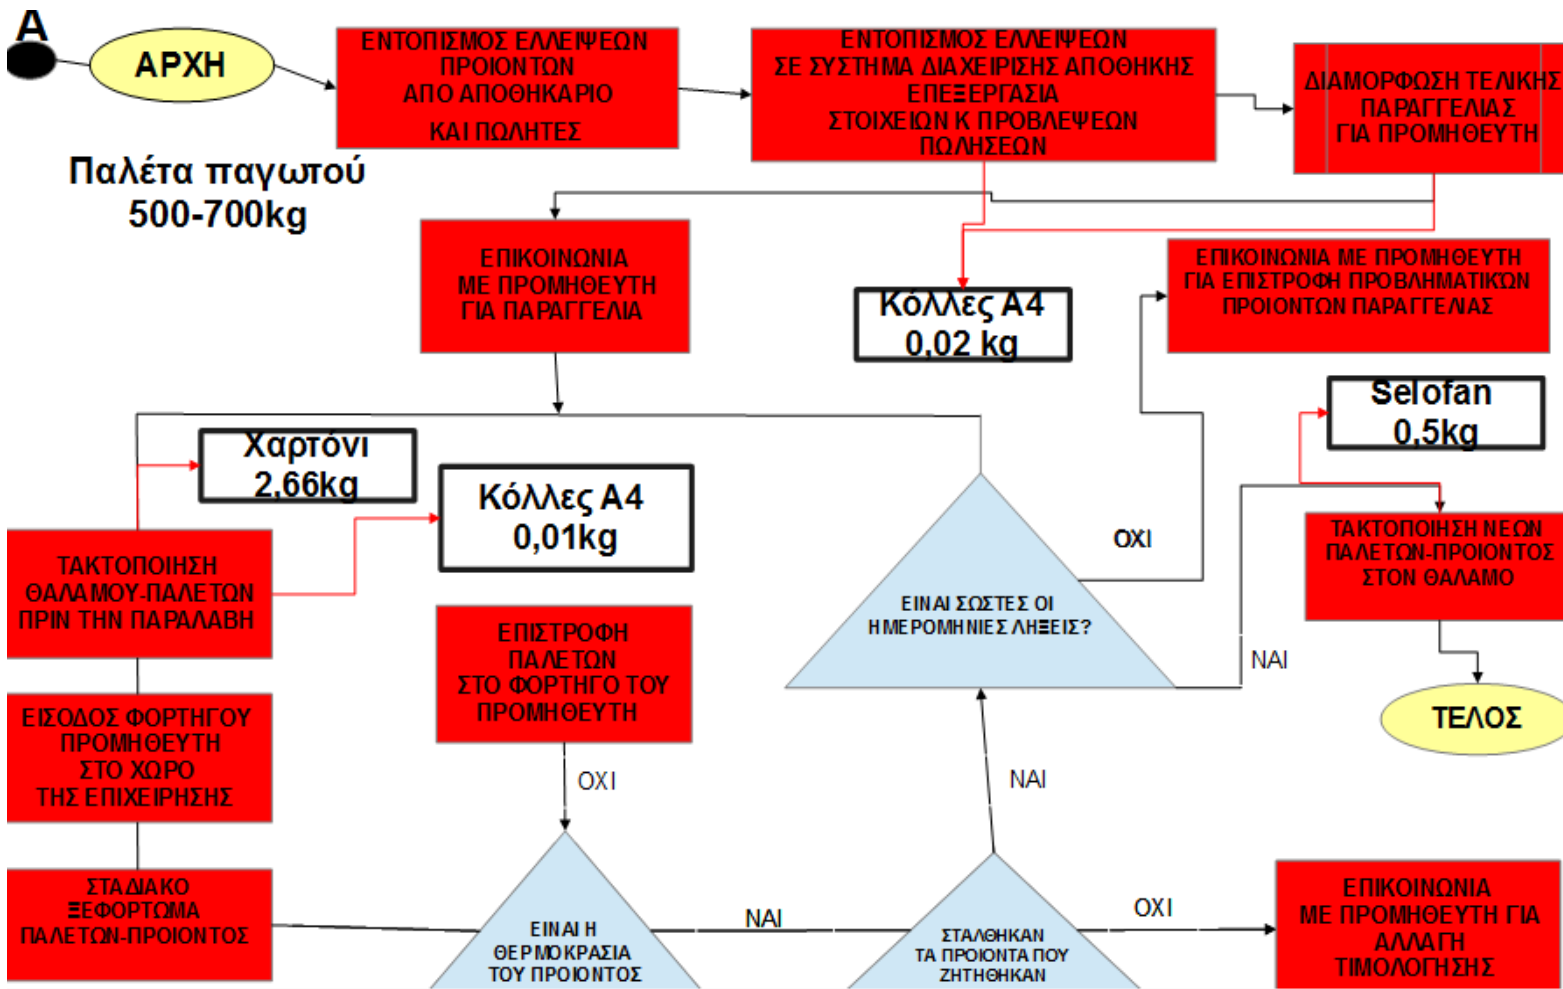 A
ΑΡΧΗ
ΕΝΤΟΠΙΣΜΟΣ ΕΛΛΕΙΨΕΩΝ
ΠΡΟΙΟΝΤΩΝ
ΑΠΟ ΑΠΟΘΗΚΑΡΙΟ
ΚΑΙ ΠΩΛΗΤΕΣ
ΕΝΤΟΠΙΣΜΟΣ ΕΛΛΕΙΨΕΩΝ
ΣΕ ΣΥΣΤΗΜΑ ΔΙΑΧΕΙΡΙΣΗΣ ΑΠΟΘΗΚΗΣ
ΕΠΕΞΕΡΓΑΣΙΑ
ΣΤΟΙΧΕΙΩΝ Κ ΠΡΟΒΛΕΨΕΩΝ
ΠΩΛΗΣΕΩΝ
ΔΙΑΜΟΡΦΩΣΗ ΤΕΛΙΚΗΣ
ΠΑΡΑΓΓΕΛΙΑΣ
ΓΙΑ ΠΡΟΜΗΘΕΥΤΗ
Παλέτα παγωτού
500-700kg
ΕΠΙΚΟΙΝΩΝΙΑ
ΜΕ ΠΡΟΜΗΘΕΥΤΗ
ΓΙΑ ΠΑΡΑΓΓΕΛΙΑ
Κόλλες Α4
0,02 kg
ΕΠΙΚΟΙΝΩΝΙΑ ΜΕ ΠΡΟΜΗΘΕΥΤΗ
ΓΙΑ ΕΠΙΣΤΡΟΦΗ ΠΡΟΒΛΗΜΑΤΙΚΏΝ
ΠΡΟΙΟΝΤΩΝ ΠΑΡΑΓΓΕΛΙΑΣ
Selofan
0,5kg
Χαρτόνι
2,66kg
Κόλλες Α4
0,01kg
ΟΧΙ
ΤΑΚΤΟΠΟΙΗΣΗ ΝΕΩΝ
ΠΑΛΕΤΩΝ-ΠΡΟΙΟΝΤΟΣ
ΣΤΟΝ ΘΑΛΑΜΟ
ΤΑΚΤΟΠΟΙΗΣΗ
ΘΑΛΑΜΟΥ-ΠΑΛΕΤΩΝ
ΠΡΙΝ ΤΗΝ ΠΑΡΑΛΑΒΗ
ΕΙΝΑΙ ΣΩΣΤΕΣ ΟΙ
ΗΜΕΡΟΜΗΝΙΕΣ ΛΗΞΕΙΣ?
ΕΠΙΣΤΡΟΦΗ
ΠΑΛΕΤΩΝ
ΣΤΟ ΦΟΡΤΗΓΟ ΤΟΥ
ΠΡΟΜΗΘΕΥΤΗ
ΝΑΙ
ΤΕΛΟΣ
ΕΙΣΟΔΟΣ ΦΟΡΤΗΓΟΥ
ΠΡΟΜΗΘΕΥΤΗ
ΣΤΟ ΧΩΡΟ
ΤΗΣ ΕΠΙΧΕΙΡΗΣΗΣ
ΟΧΙ
ΝΑΙ
ΣΤΑΔΙΑΚΟ
ΞΕΦΟΡΤΩΜΑ
ΠΑΛΕΤΩΝ-ΠΡΟΙΟΝΤΟΣ
ΕΙΝΑΙ Η
ΘΕΡΜΟΚΡΑΣΙΑ
ΤΟΥ ΠΡΟΙΟΝΤΟΣ
ΝΑΙ
ΣΤΑΛΘΗΚΑΝ
ΤΑ ΠΡΟΙΟΝΤΑ ΠΟΥ
ΖΗΤΗΘΗΚΑΝ
ΟΧΙ
ΕΠΙΚΟΙΝΩΝΙΑ
ΜΕ ΠΡΟΜΗΘΕΥΤΗ ΓΙΑ
ΑΛΛΑΓΗ
ΤΙΜΟΛΟΓΗΣΗΣ